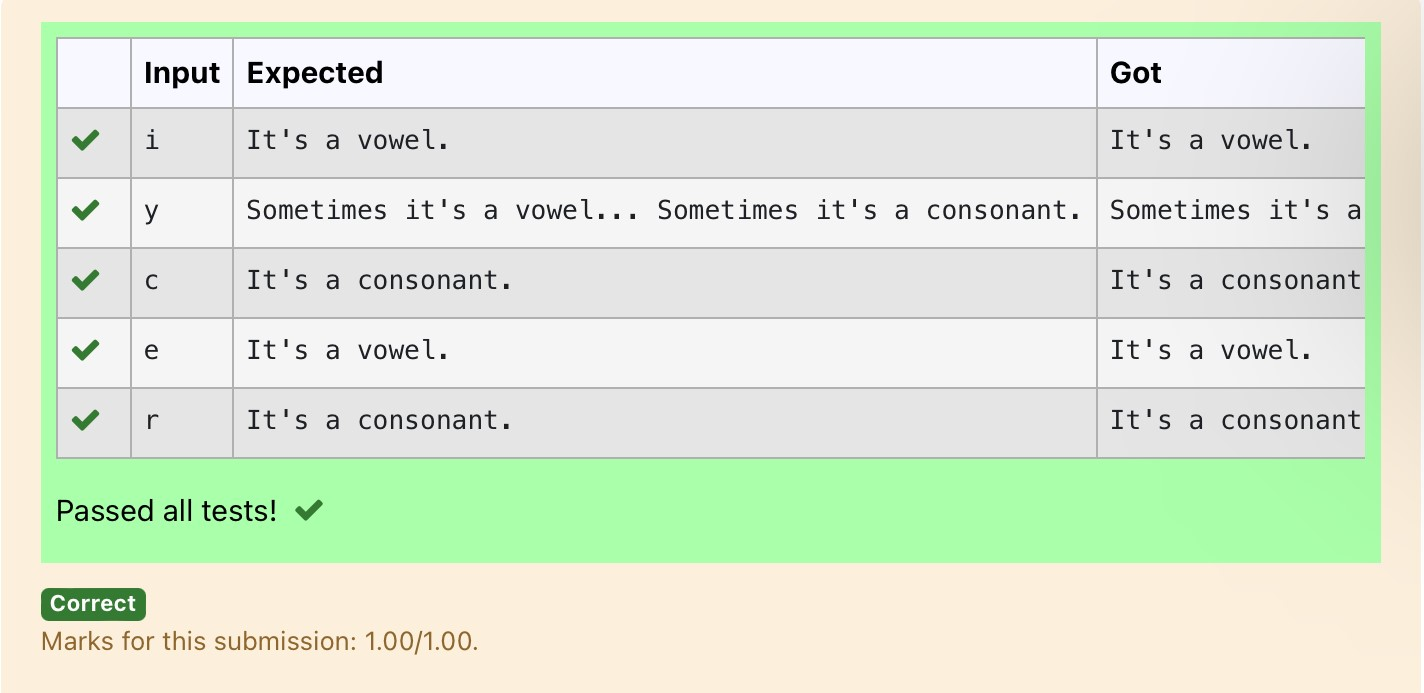 Input Expected Got
i It's a vowel. It's a vowel.
y Sometimes it's a vowel... Sometimes it's a consonant. Sometimes it's a
c It's a consonant. It's a consonant
e It's a vowel. It's a vowel.
r It's a consonant. It's a consonant
Passed all tests!
Correct
Marks for this submission: 1.00/1.00.